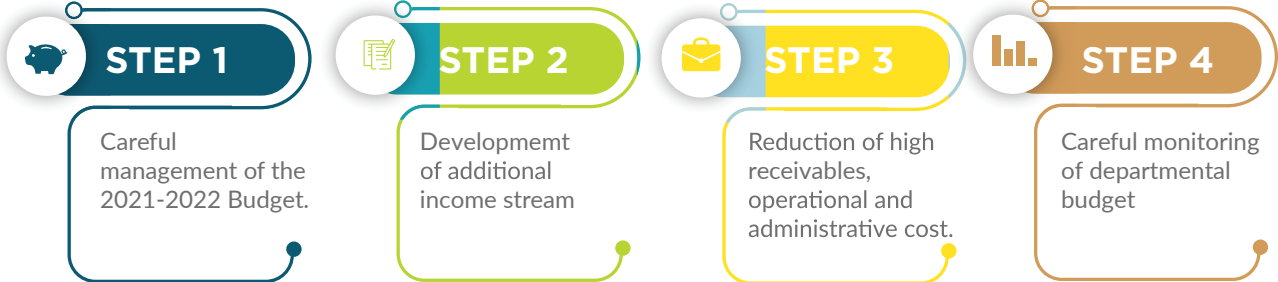 STEP 1
Careful
management of the
2021-2022 Budget.
STEP 2
Developmemt
of additional
income stream
STEP 3
Reduction of high
receivables,
operational and
administrative cost.
STEP 4
Careful monitoring
of departmental
budget